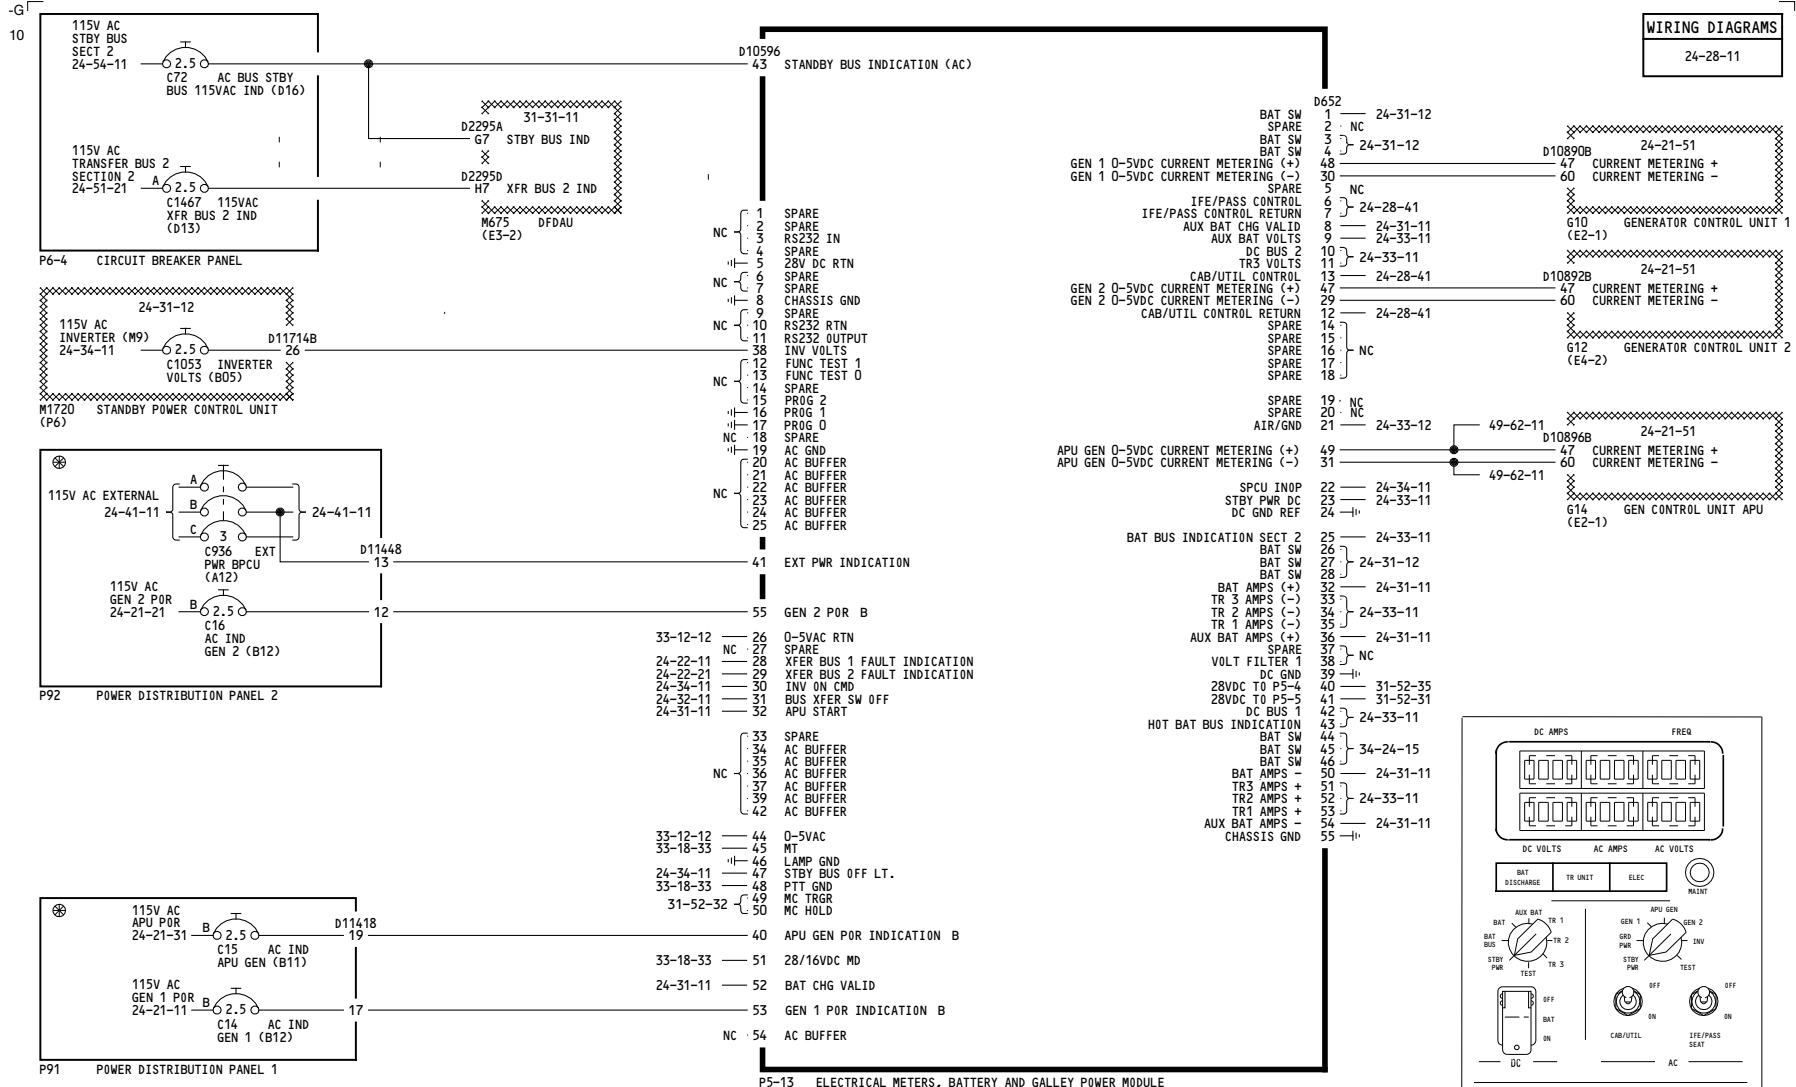 -G
10
WIRING DIAGRAMS
24-28-11
115V AC
STBY BUS
SECT 2
24-54-11
2.5
C72 AC BUS STBY
BUS 115VAC IND (D16)
115V AC
TRANSFER BUS 2
SECTION 2
24-51-21
A
2.5
C1467 115VAC
XFR BUS 2 IND
(D13)
P6-4 CIRCUIT BREAKER PANEL
31-31-11
D2295A
G7 STBY BUS IND
D2295D
H7 XFR BUS 2 IND
M675 DFDAU
(E3-2)
24-31-12
115V AC
INVERTER (M9)
24-34-11
2.5
C1053 INVERTER
VOLTS (B05)
D11714B
26
M1720 STANDBY POWER CONTROL UNIT
(P6)
115V AC EXTERNAL
24-41-11
A
B
C
3
24-41-11
C936 EXT
PWR BPCU
(A12)
D11448
13
115V AC
GEN 2 POR
24-21-21
B
2.5
12
C16
AC IND
GEN 2 (B12)
P92 POWER DISTRIBUTION PANEL 2
115V AC
APU POR
24-21-31
B
2.5
C15 AC IND
APU GEN (B11)
D11418
19
115V AC
GEN 1 POR
24-21-11
B
2.5
17
C14 AC IND
GEN 1 (B12)
P91 POWER DISTRIBUTION PANEL 1
D10596
43 STANDBY BUS INDICATION (AC)
1 SPARE
NC 2 SPARE
3 RS232 IN
4 SPARE
5 28V DC RTN
NC 6 SPARE
7 SPARE
8 CHASSIS GND
9 SPARE
NC 10 RS232 RTN
11 RS232 OUTPUT
38 INV VOLTS
12 FUNC TEST 1
NC 13 FUNC TEST 0
14 SPARE
15 PROG 2
16 PROG 1
17 PROG 0
NC 18 SPARE
19 AC GND
20 AC BUFFER
21 AC BUFFER
NC 22 AC BUFFER
23 AC BUFFER
24 AC BUFFER
25 AC BUFFER
41 EXT PWR INDICATION
55 GEN 2 POR B
33-12-12 26 0-5VAC RTN
NC 27 SPARE
24-22-11 28 XFER BUS 1 FAULT INDICATION
24-22-21 29 XFER BUS 2 FAULT INDICATION
24-34-11 30 INV ON CMD
24-32-11 31 BUS XFER SW OFF
24-31-11 32 APU START
33 SPARE
34 AC BUFFER
35 AC BUFFER
NC 36 AC BUFFER
37 AC BUFFER
39 AC BUFFER
42 AC BUFFER
33-12-12 44 0-5VAC
33-18-33 45 MT
46 LAMP GND
24-34-11 47 STBY BUS OFF LT.
33-18-33 48 PTT GND
31-52-32 49 MC TRGR
50 MC HOLD
40 APU GEN POR INDICATION B
33-18-33 51 28/16VDC MD
24-31-11 52 BAT CHG VALID
53 GEN 1 POR INDICATION B
NC 54 AC BUFFER
P5-13 ELECTRICAL METERS, BATTERY AND GALLEY POWER MODULE
D652
BAT SW 1 24-31-12
SPARE 2 NC
BAT SW 3 24-31-12
BAT SW 4
GEN 1 0-5VDC CURRENT METERING (+) 48
GEN 1 0-5VDC CURRENT METERING (-) 30
SPARE 5 NC
IFE/PASS CONTROL 6 24-28-41
IFE/PASS CONTROL RETURN 7
AUX BAT CHG VALID 8 24-31-11
AUX BAT VOLTS 9 24-33-11
DC BUS 2 10 24-33-11
TR3 VOLTS 11
CAB/UTIL CONTROL 13 24-28-41
GEN 2 0-5VDC CURRENT METERING (+) 47
GEN 2 0-5VDC CURRENT METERING (-) 29
CAB/UTIL CONTROL RETURN 12 24-28-41
SPARE 14
SPARE 15
SPARE 16 NC
SPARE 17
SPARE 18
SPARE 19 NC
SPARE 20 NC
AIR/GND 21 24-33-12
49-62-11
APU GEN 0-5VDC CURRENT METERING (+) 49
APU GEN 0-5VDC CURRENT METERING (-) 31
49-62-11
SPCU INOP 22 24-34-11
STBY PWR DC 23 24-33-11
DC GND REF 24
BAT BUS INDICATION SECT 2 25 24-33-11
BAT SW 26
BAT SW 27 24-31-12
BAT SW 28
BAT AMPS (+) 32 24-31-11
TR 3 AMPS (-) 33
TR 2 AMPS (-) 34 24-33-11
TR 1 AMPS (-) 35
AUX BAT AMPS (+) 36 24-31-11
SPARE 37 NC
VOLT FILTER 1 38
DC GND 39
28VDC TO P5-4 40 31-52-35
28VDC TO P5-5 41 31-52-31
DC BUS 1 42 24-33-11
HOT BAT BUS INDICATION 43
BAT SW 44
BAT SW 45 34-24-15
BAT SW 46
BAT AMPS - 50 24-31-11
TR3 AMPS + 51
TR2 AMPS + 52 24-33-11
TR1 AMPS + 53
AUX BAT AMPS - 54 24-31-11
CHASSIS GND 55
24-21-51
D10890B
47 CURRENT METERING +
60 CURRENT METERING -
G10 GENERATOR CONTROL UNIT 1
(E2-1)
24-21-51
D10892B
47 CURRENT METERING +
60 CURRENT METERING -
G12 GENERATOR CONTROL UNIT 2
(E4-2)
24-21-51
D10896B
47 CURRENT METERING +
60 CURRENT METERING -
G14 GEN CONTROL UNIT APU
(E2-1)
DC AMPS FREQ
DC VOLTS AC AMPS AC VOLTS
BAT DISCHARGE TR UNIT ELEC
MAINT
AUX BAT
BAT TR 1
BAT BUS TR 2
STBY PWR TR 3
TEST
APU GEN
GEN 1 GEN 2
GRD PWR INV
STBY PWR TEST
OFF
BAT
ON
OFF
ON
CAB/UTIL
OFF
ON
IFE/PASS
SEAT
DC AC